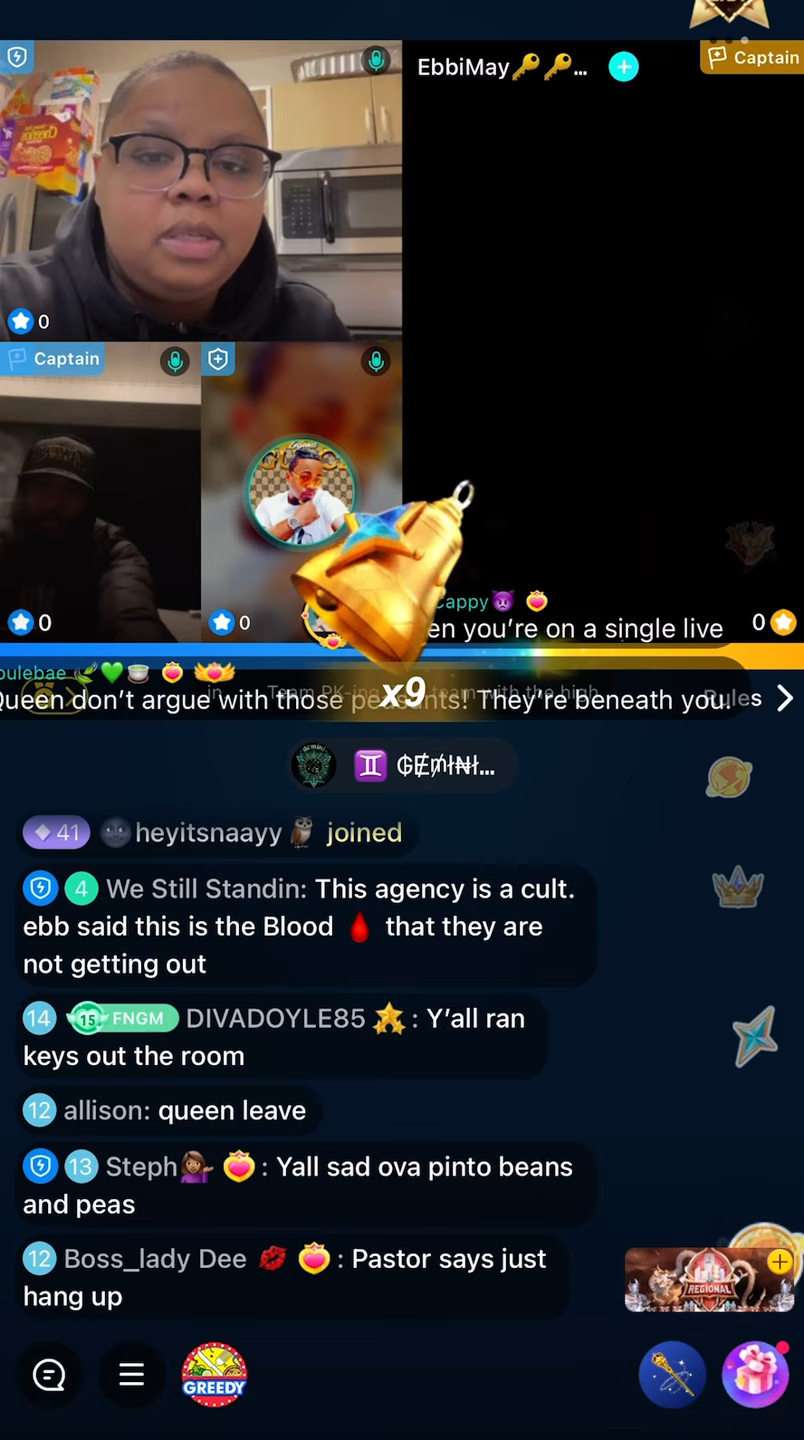 EbbiMay🔑🔑...
Captain
0
Captain
GUCCI
0
0
0
en you're on a single live
oulebae 🌿💚🍵
Queen don't argue with those peasants! They're beneath you!
x9
Rules
♊ ₲Ɇ₥ł₦ł...
41 🌚heyitsnaayy🦉 joined
4 We Still Standin: This agency is a cult.
ebb said this is the Blood 🩸 that they are
not getting out
14 15 FNGM DIVADOYLE85 : Y'all ran
keys out the room
12 allison: queen leave
13 Steph💁🏽‍♀️ : Yall sad ova pinto beans
and peas
12 Boss_lady Dee 💋 : Pastor says just
hang up
REGIONAL
GREEDY